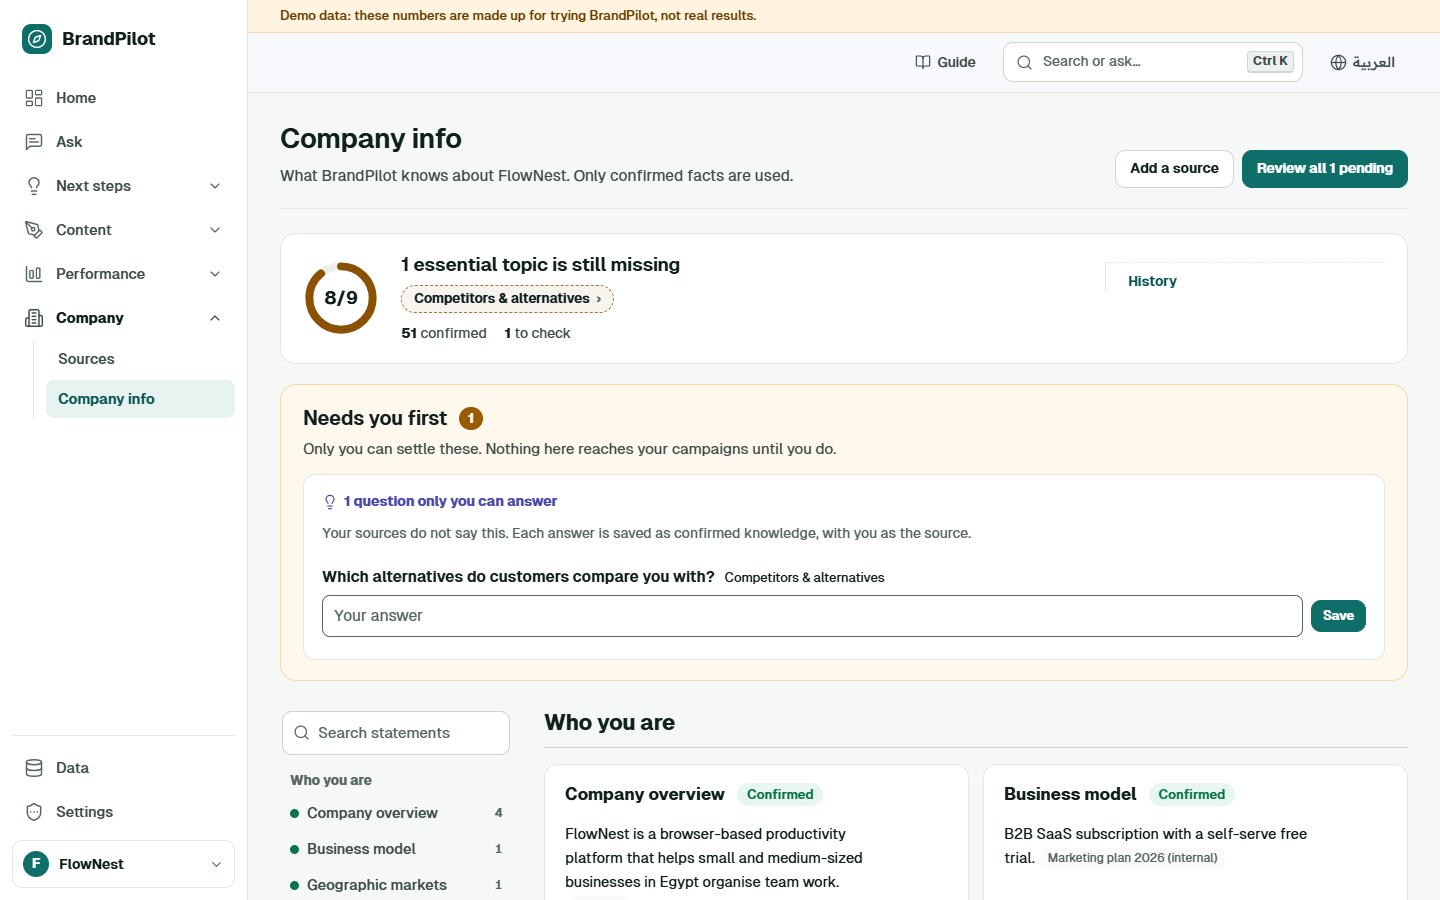 BrandPilot
Home
Ask
Next steps
Content
Performance
Company
Sources
Company info
Data
Settings
F FlowNest
Demo data: these numbers are made up for trying BrandPilot, not real results.
Guide
Search or ask...
Ctrl K
العربية
Company info
What BrandPilot knows about FlowNest. Only confirmed facts are used.
Add a source
Review all 1 pending
8/9
1 essential topic is still missing
Competitors & alternatives ›
51 confirmed 1 to check
History
Needs you first 1
Only you can settle these. Nothing here reaches your campaigns until you do.
1 question only you can answer
Your sources do not say this. Each answer is saved as confirmed knowledge, with you as the source.
Which alternatives do customers compare you with? Competitors & alternatives
Your answer
Save
Search statements
Who you are
Company overview 4
Business model 1
Geographic markets 1
Who you are
Company overview Confirmed
FlowNest is a browser-based productivity
platform that helps small and medium-sized
businesses in Egypt organise team work.
Business model Confirmed
B2B SaaS subscription with a self-serve free
trial. Marketing plan 2026 (internal)